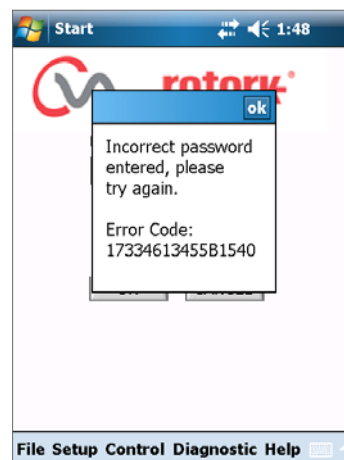 Start
1:48
rotork
ok
Incorrect password
entered, please
try again.
Error Code:
17334613455B1540
File Setup Control Diagnostic Help